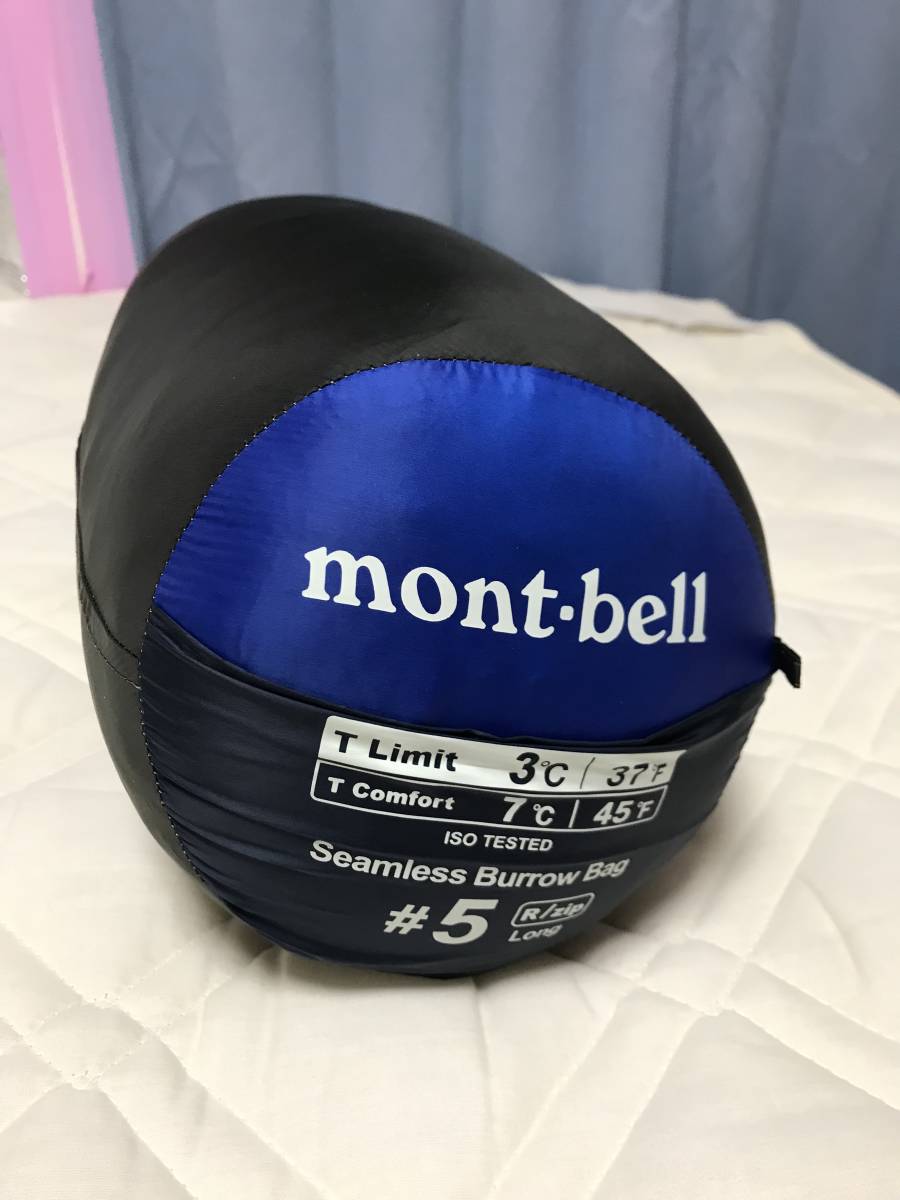 mont·bell
T Limit 3℃ / 37℉
T Comfort 7℃ | 45℉
ISO TESTED
Seamless Burrow Bag
#5 R/zip
Long